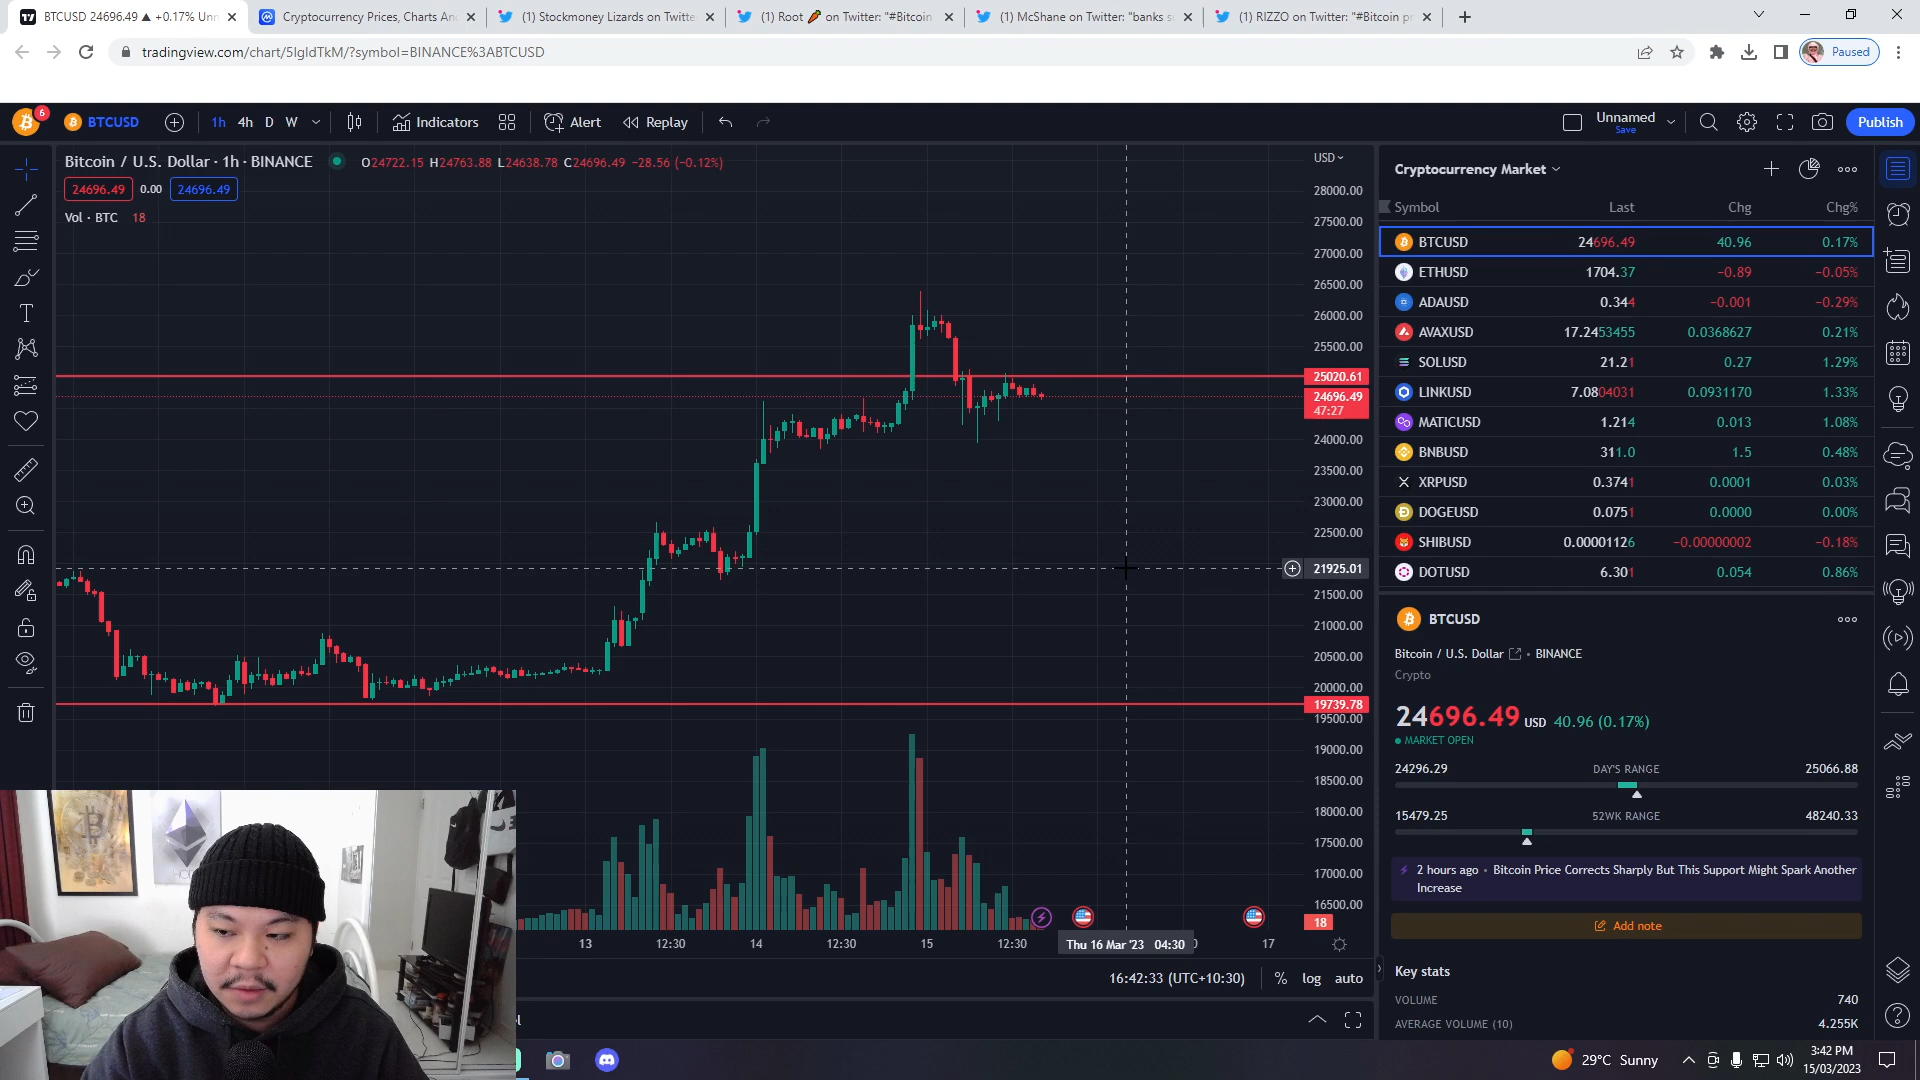 BTCUSD 24696.49 ▲ +0.17% Unn
Cryptocurrency Prices, Charts An
(1) Stockmoney Lizards on Twitte
(1) Root 🥕 on Twitter: "#Bitcoin
(1) McShane on Twitter: "banks s
(1) RIZZO on Twitter: "#Bitcoin pr
tradingview.com/chart/5IgIdTkM/?symbol=BINANCE%3ABTCUSD
Paused
6
BTCUSD
1h 4h D W
Indicators
Alert
Replay
Unnamed
Save
Publish
Bitcoin / U.S. Dollar · 1h · BINANCE
O24722.15 H24763.88 L24638.78 C24696.49 −28.56 (−0.12%)
24696.49 0.00 24696.49
Vol · BTC 18
USD
28000.00
27500.00
27000.00
26500.00
26000.00
25500.00
25020.61
24696.49
47:27
24000.00
23500.00
23000.00
22500.00
21925.01
21500.00
21000.00
20500.00
20000.00
19739.78
19500.00
19000.00
18500.00
18000.00
17500.00
17000.00
16500.00
18
13 12:30 14 12:30 15 12:30 Thu 16 Mar '23 04:30 17
16:42:33 (UTC+10:30) % log auto
Cryptocurrency Market
Symbol Last Chg Chg%
BTCUSD 24696.49 40.96 0.17%
ETHUSD 1704.37 −0.89 −0.05%
ADAUSD 0.344 −0.001 −0.29%
AVAXUSD 17.2453455 0.0368627 0.21%
SOLUSD 21.21 0.27 1.29%
LINKUSD 7.0804031 0.0931170 1.33%
MATICUSD 1.214 0.013 1.08%
BNBUSD 311.0 1.5 0.48%
XRPUSD 0.3741 0.0001 0.03%
DOGEUSD 0.0751 0.0000 0.00%
SHIBUSD 0.00001126 −0.00000002 −0.18%
DOTUSD 6.301 0.054 0.86%
BTCUSD
Bitcoin / U.S. Dollar • BINANCE
Crypto
24696.49 USD 40.96 (0.17%)
MARKET OPEN
24296.29 DAY'S RANGE 25066.88
15479.25 52WK RANGE 48240.33
2 hours ago • Bitcoin Price Corrects Sharply But This Support Might Spark Another
Increase
Add note
Key stats
VOLUME 740
AVERAGE VOLUME (10) 4.255K
29°C Sunny
3:42 PM
15/03/2023